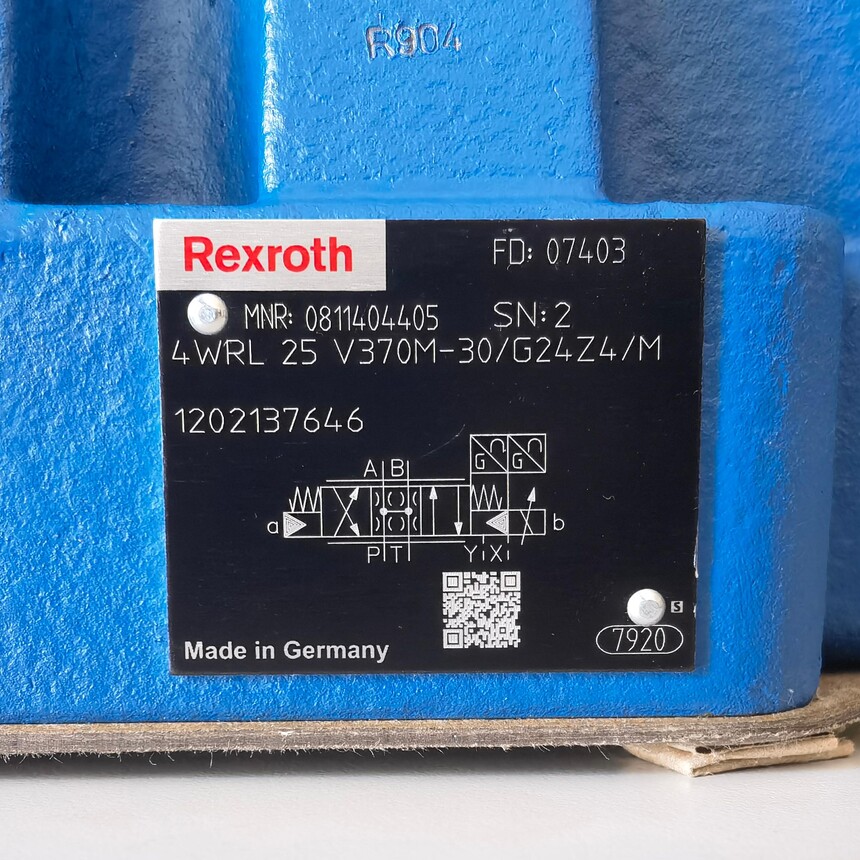 R904
Rexroth
FD: 07403
MNR: 0811404405 SN: 2
4WRL 25 V370M-30/G24Z4/M
1202137646
G G
A B
a b
P T Y X
S
7920
Made in Germany